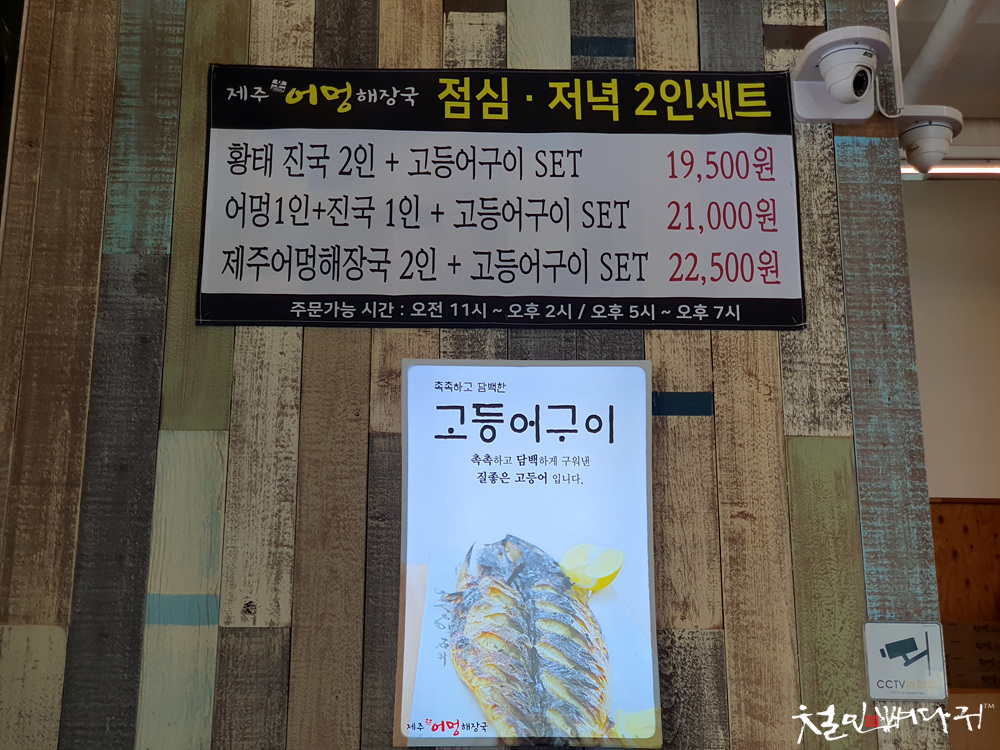 제주어멍해장국 점심 · 저녁 2인세트
황태 진국 2인 + 고등어구이 SET 19,500원
어멍1인+진국 1인 + 고등어구이 SET 21,000원
제주어멍해장국 2인 + 고등어구이 SET 22,500원
주문가능 시간 : 오전 11시 ~ 오후 2시 / 오후 5시 ~ 오후 7시
촉촉하고 담백한
고등어구이
촉촉하고 담백하게 구워낸
질좋은 고등어 입니다.
제주어멍해장국
CCTV
철민뻐다귀™